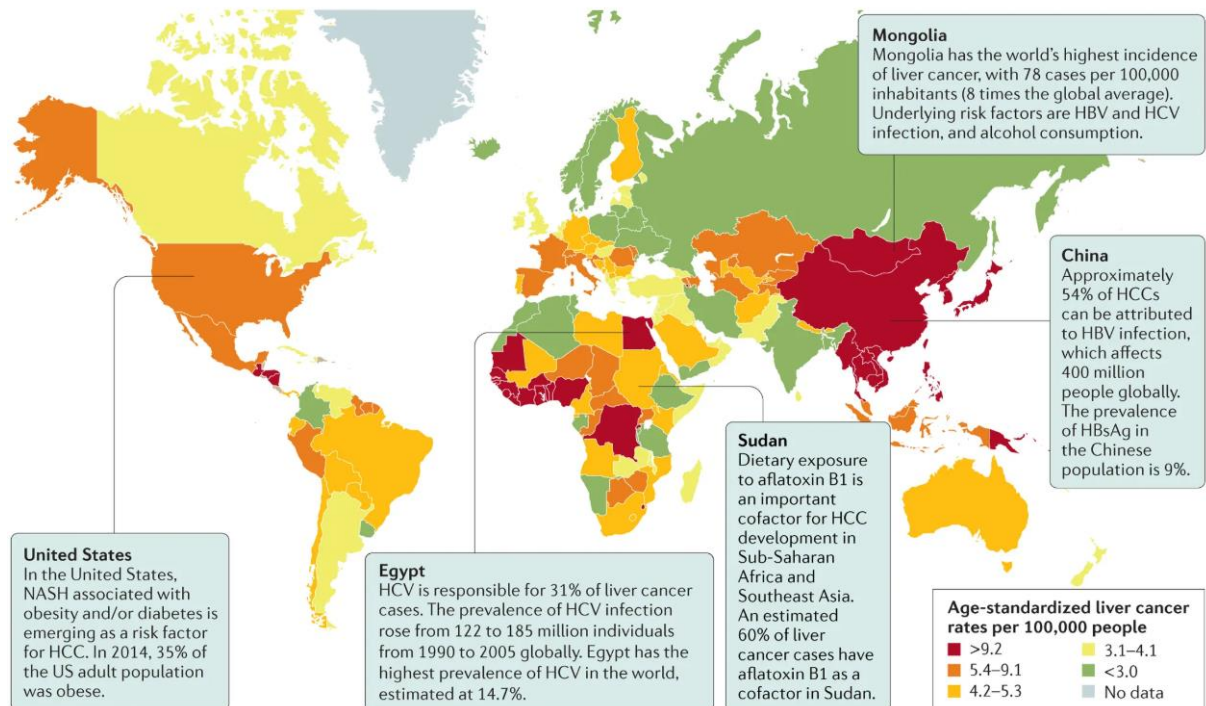 Mongolia
Mongolia has the world's highest incidence
of liver cancer, with 78 cases per 100,000
inhabitants (8 times the global average).
Underlying risk factors are HBV and HCV
infection, and alcohol consumption.
China
Approximately
54% of HCCs
can be attributed
to HBV infection,
which affects
400 million
people globally.
The prevalence
of HBsAg in
the Chinese
population is 9%.
United States
In the United States,
NASH associated with
obesity and/or diabetes is
emerging as a risk factor
for HCC. In 2014, 35% of
the US adult population
was obese.
Egypt
HCV is responsible for 31% of liver cancer
cases. The prevalence of HCV infection
rose from 122 to 185 million individuals
from 1990 to 2005 globally. Egypt has the
highest prevalence of HCV in the world,
estimated at 14.7%.
Sudan
Dietary exposure
to aflatoxin B1 is
an important
cofactor for HCC
development in
Sub-Saharan
Africa and
Southeast Asia.
An estimated
60% of liver
cancer cases have
aflatoxin B1 as a
cofactor in Sudan.
Age-standardized liver cancer
rates per 100,000 people
>9.2
5.4–9.1
4.2–5.3
3.1–4.1
<3.0
No data